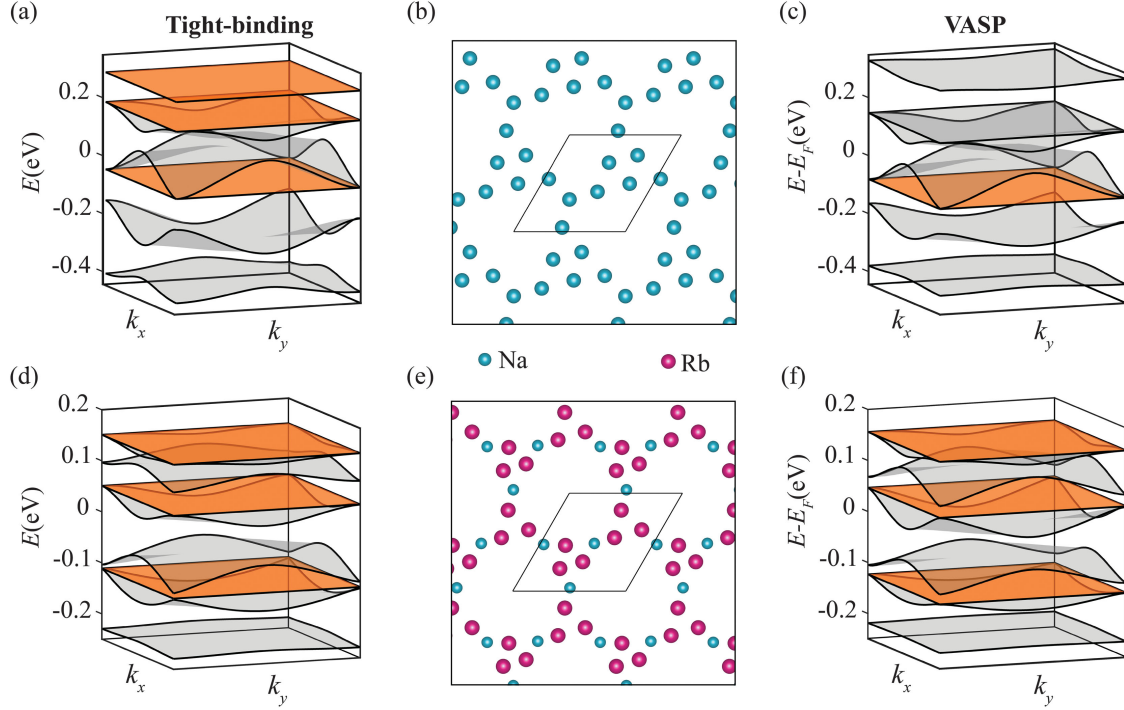 (a)
Tight-binding
(b)
(c)
VASP
0.2
0
-0.2
-0.4
E(eV)
k_x
k_y
0.2
0
-0.2
-0.4
E-E_F(eV)
k_x
k_y
Na
Rb
(d)
(e)
(f)
0.2
0.1
0
-0.1
-0.2
E(eV)
k_x
k_y
0.2
0.1
0
-0.1
-0.2
E-E_F(eV)
k_x
k_y